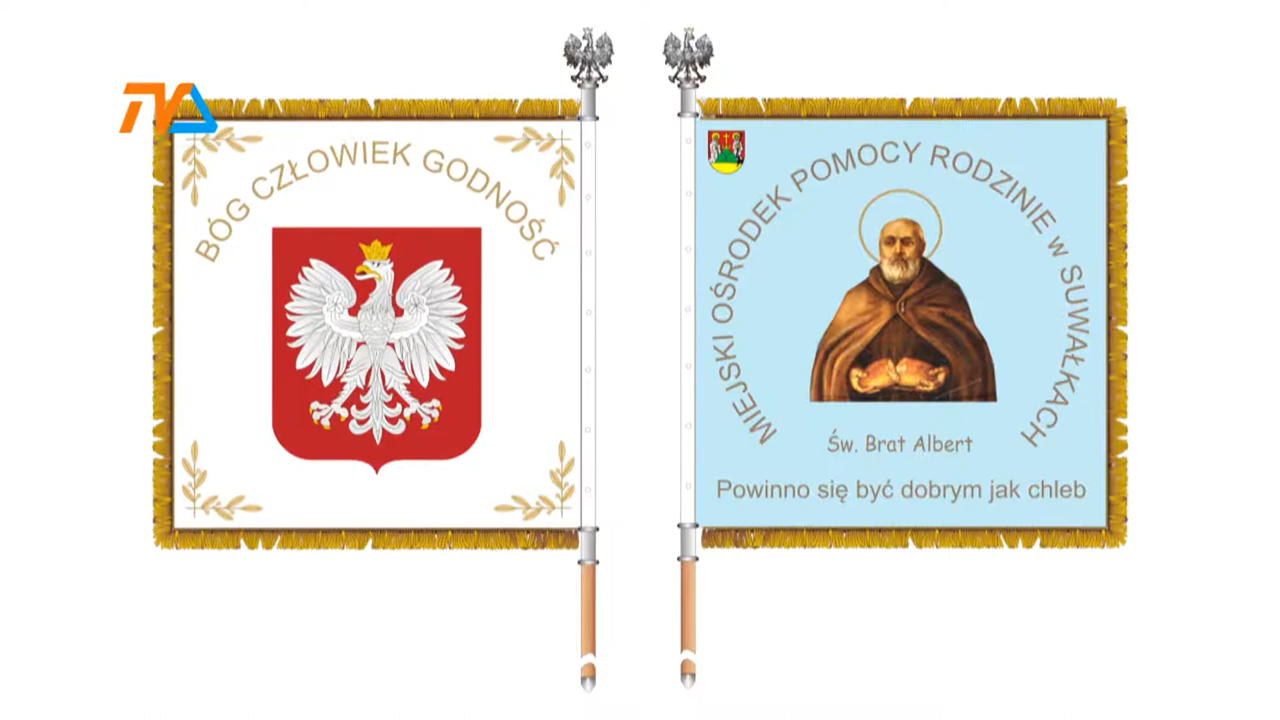 BÓG CZŁOWIEK GODNOŚĆ
MIEJSKI OŚRODEK POMOCY RODZINIE w SUWAŁKACH
Św. Brat Albert
Powinno się być dobrym jak chleb